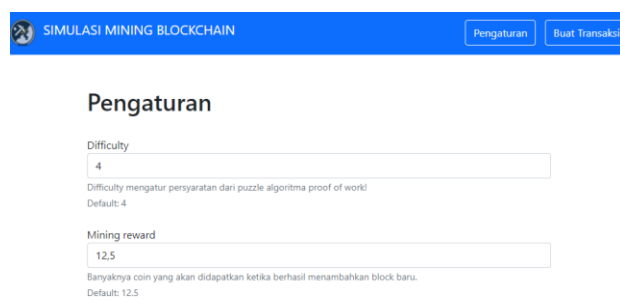 SIMULASI MINING BLOCKCHAIN
Pengaturan
Buat Transaksi
Pengaturan
Difficulty
4
Difficulty mengatur persyaratan dari puzzle algoritma proof of work!
Default: 4
Mining reward
12,5
Banyaknya coin yang akan didapatkan ketika berhasil menambahkan block baru.
Default: 12.5